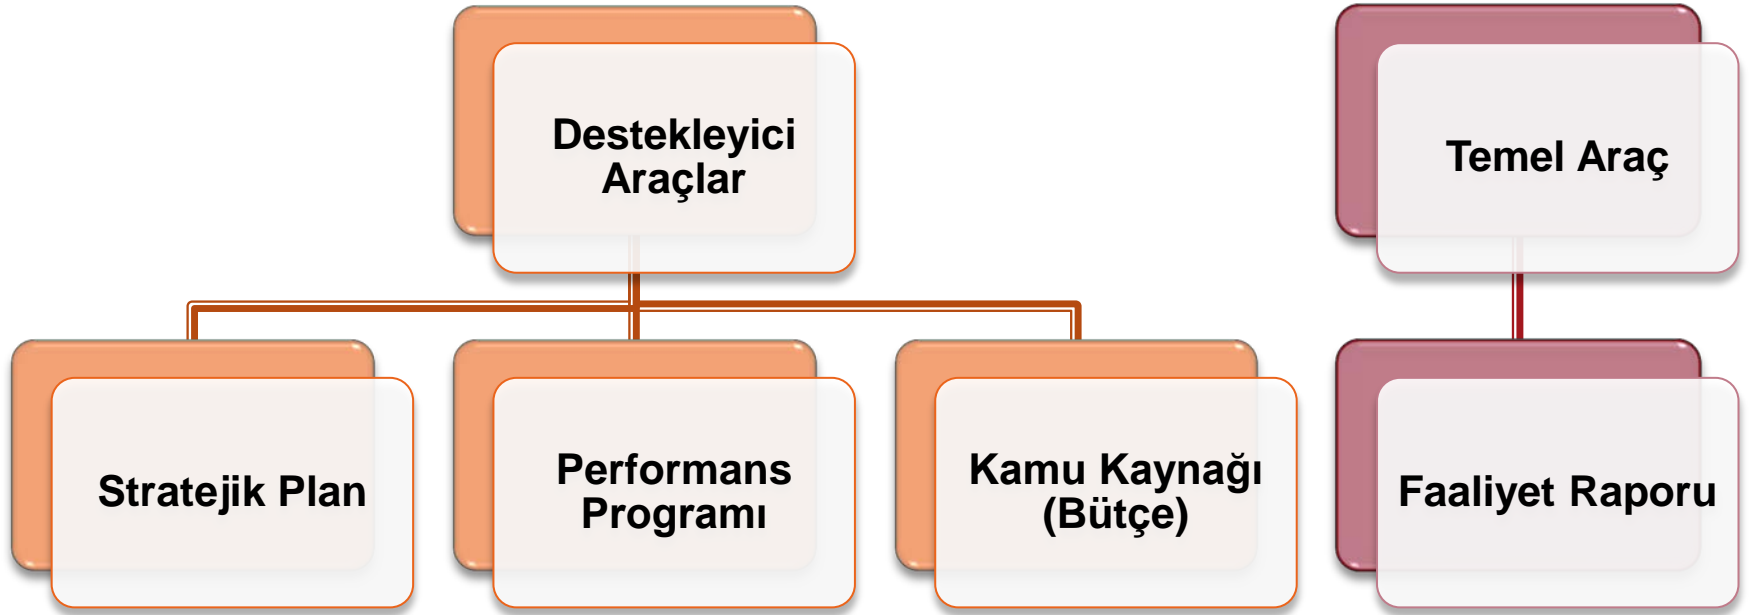 Destekleyici
Araçlar
Temel Araç
Stratejik Plan
Performans
Programı
Kamu Kaynağı
(Bütçe)
Faaliyet Raporu